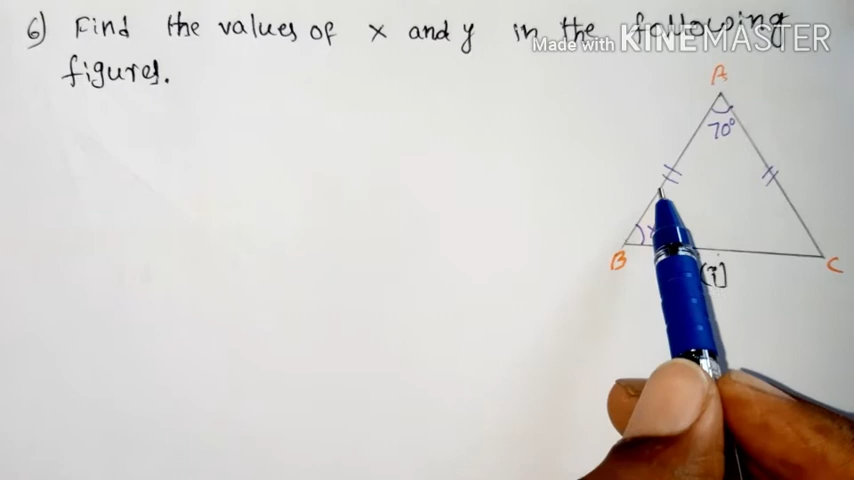 6) Find the values of x and y in the following
Made with KINEMASTER
figures.
A
70°
x
B
C
(i)